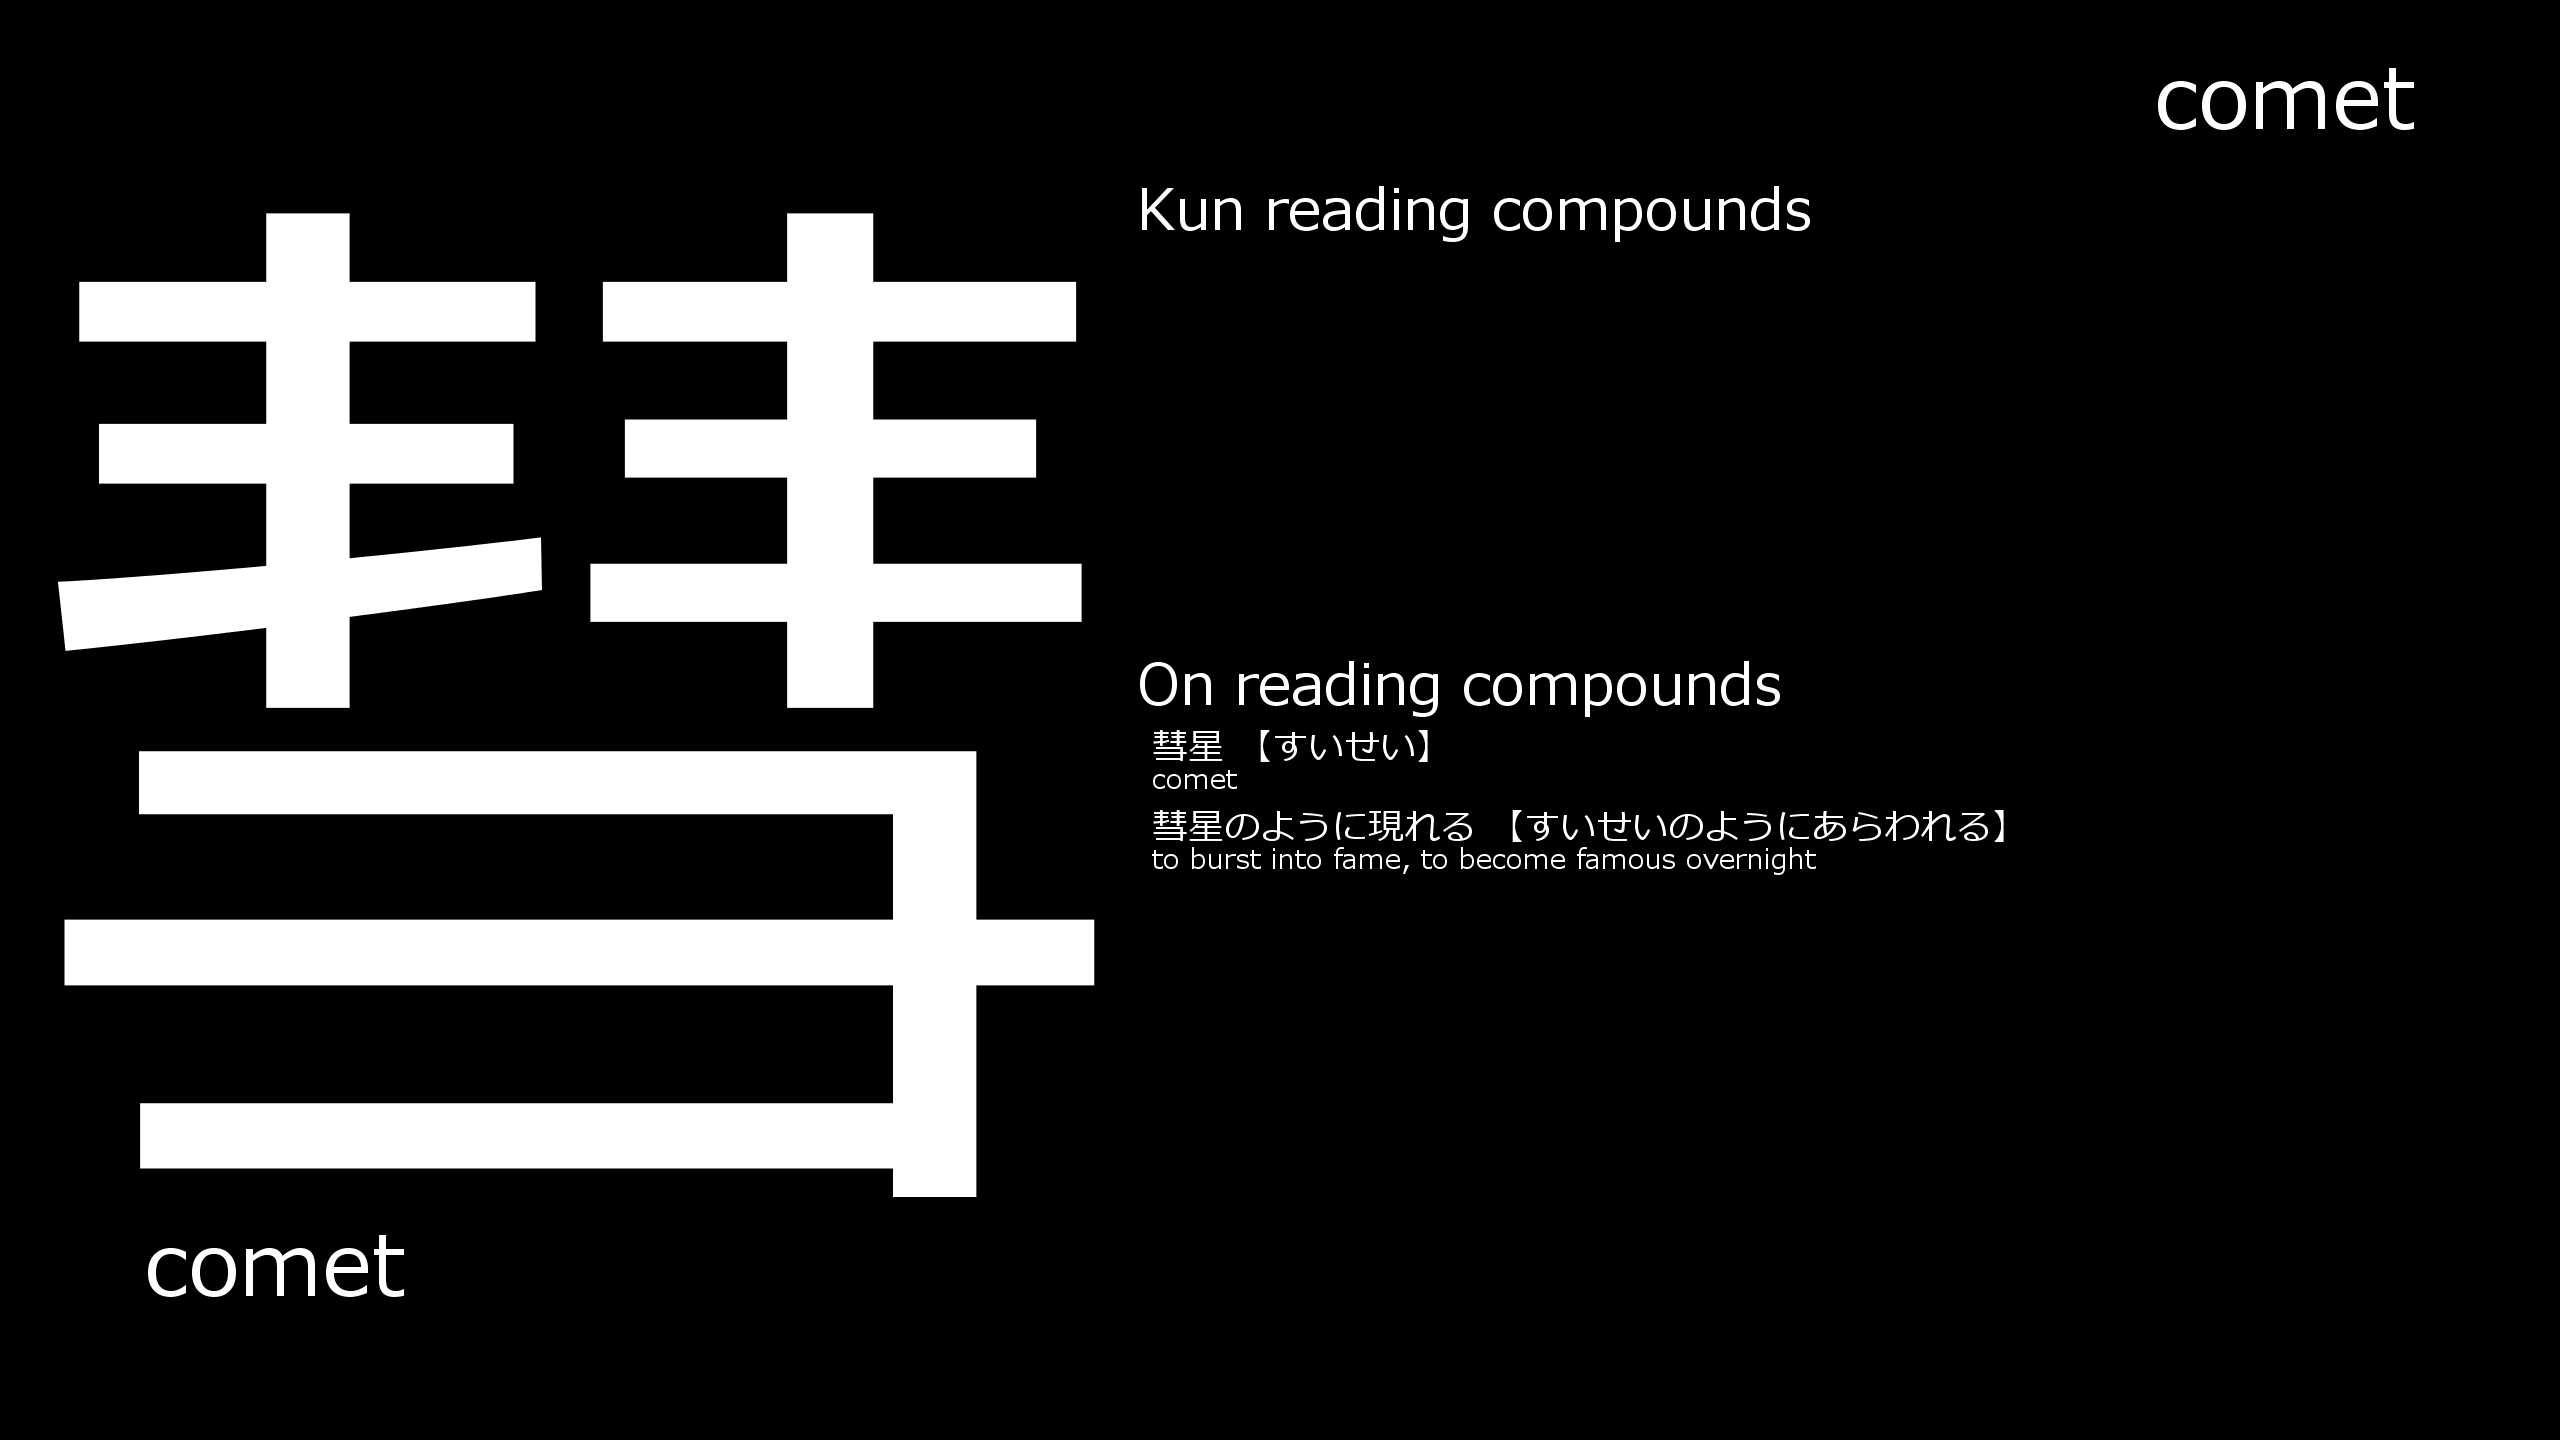 comet
彗
comet
Kun reading compounds
On reading compounds
彗星 【すいせい】
comet
彗星のように現れる 【すいせいのようにあらわれる】
to burst into fame, to become famous overnight